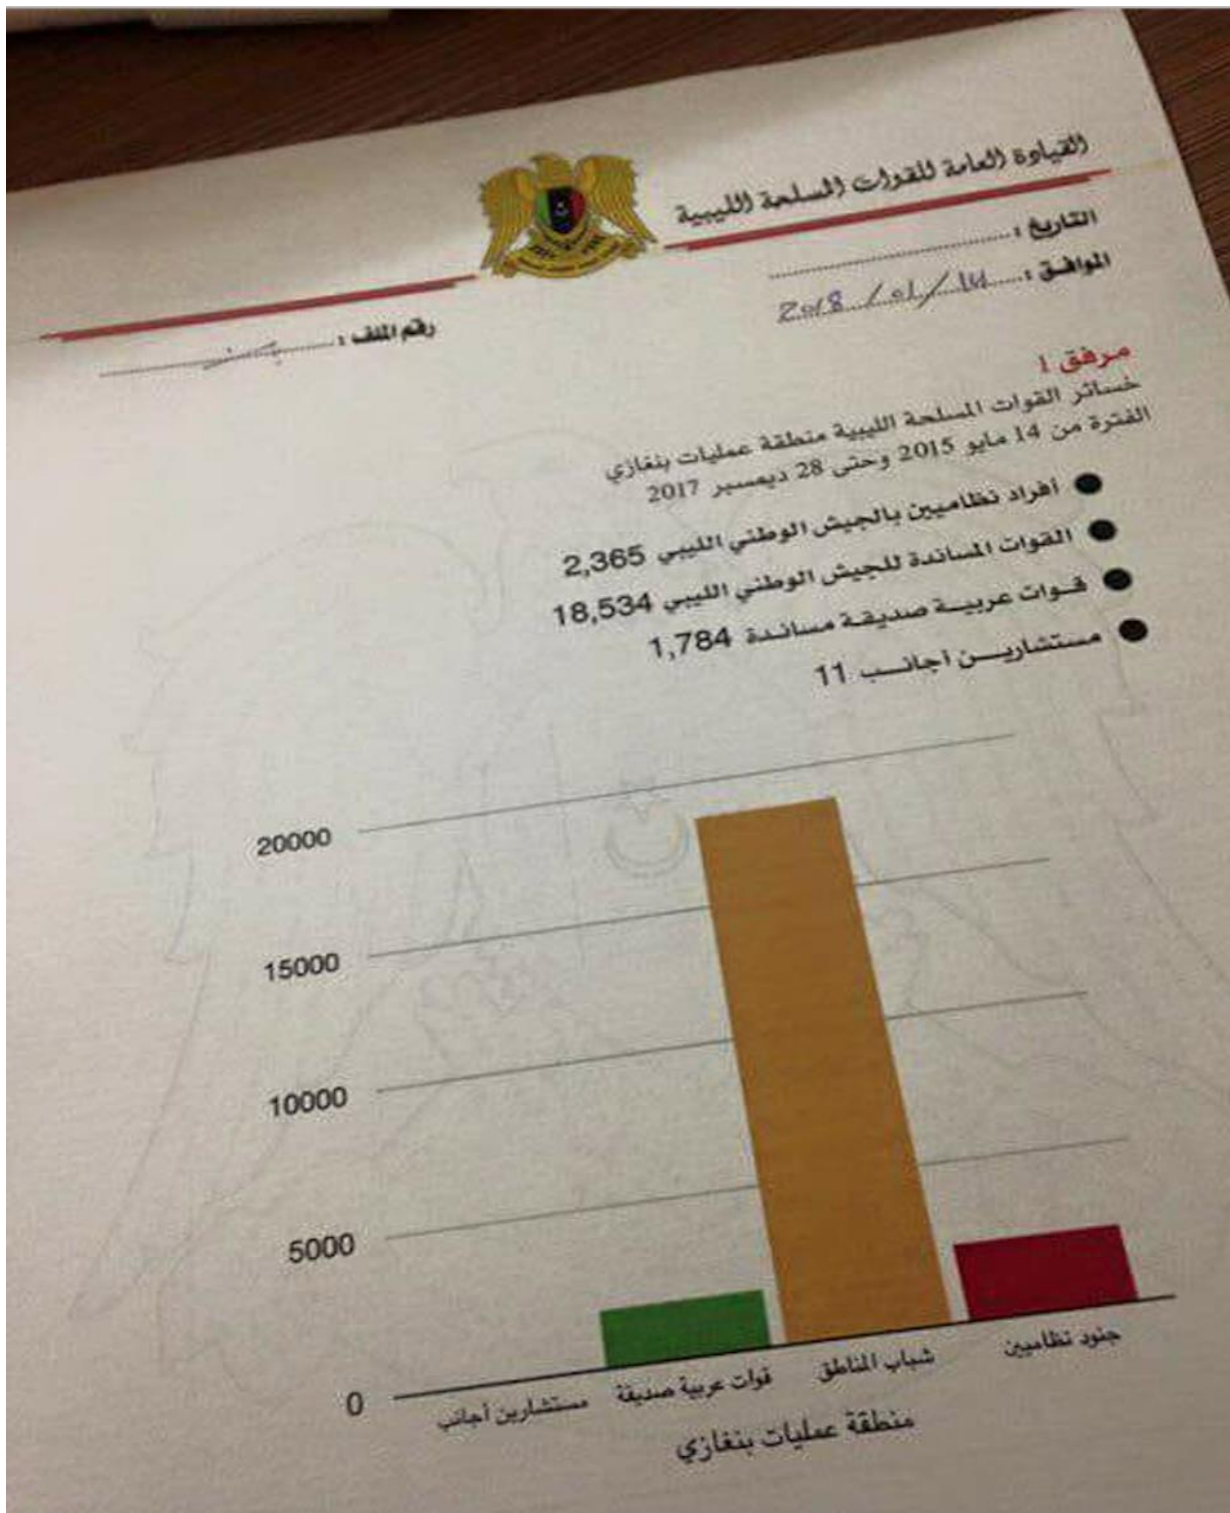 القيادة العامة للقوات المسلحة الليبية
التاريخ :
الموافق : 2018 / 01 /
رقم الملف :
مرفق 1
خسائر القوات المسلحة الليبية منطقة عمليات بنغازي
الفترة من 14 مايو 2015 وحتى 28 ديمسبر 2017
● أفراد نظاميين بالجيش الوطني الليبي 2,365
● القوات المساندة للجيش الوطني الليبي 18,534
● قوات عربية صديقة مساندة 1,784
● مستشارين أجانب 11
20000
15000
10000
5000
0
جنود نظاميين
شباب المناطق
قوات عربية صديقة
مستشارين أجانب
منطقة عمليات بنغازي